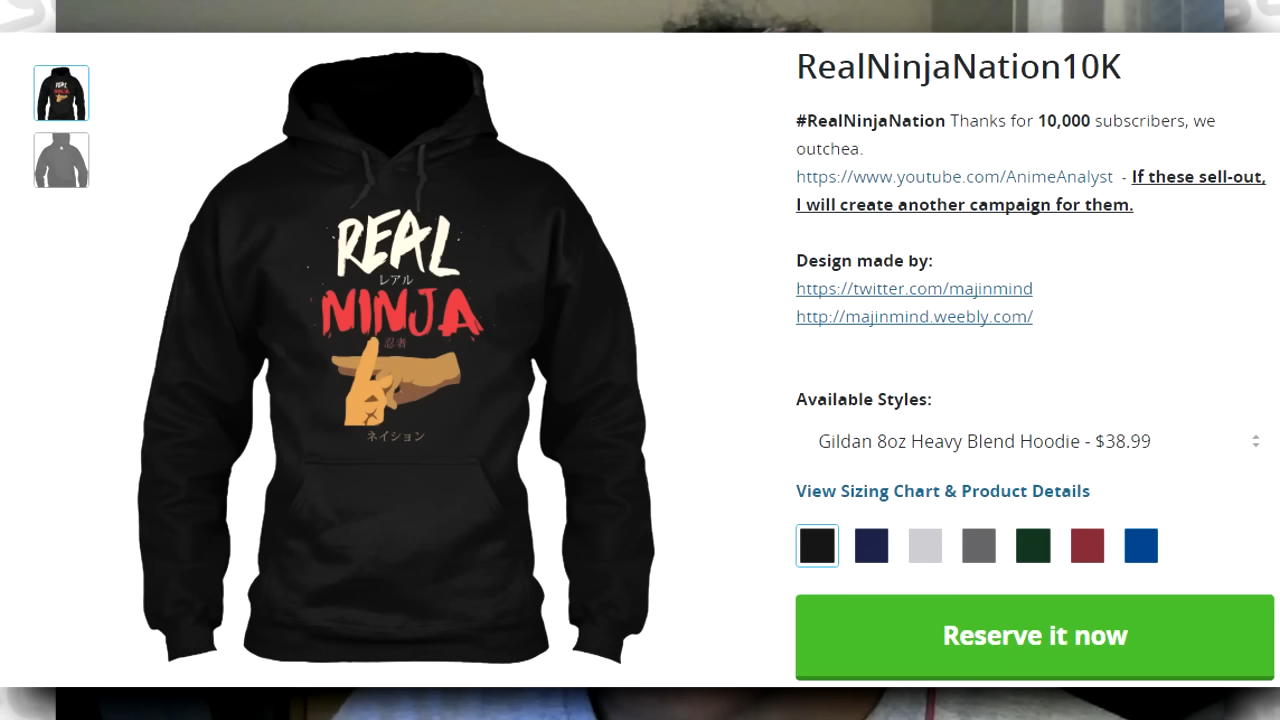 RealNinjaNation10K
#RealNinjaNation Thanks for 10,000 subscribers, we
outchea.
https://www.youtube.com/AnimeAnalyst - If these sell-out,
I will create another campaign for them.
Design made by:
https://twitter.com/majinmind
http://majinmind.weebly.com/
Available Styles:
Gildan 8oz Heavy Blend Hoodie - $38.99
View Sizing Chart & Product Details
Reserve it now
REAL
レアル
NINJA
忍者
ネイション